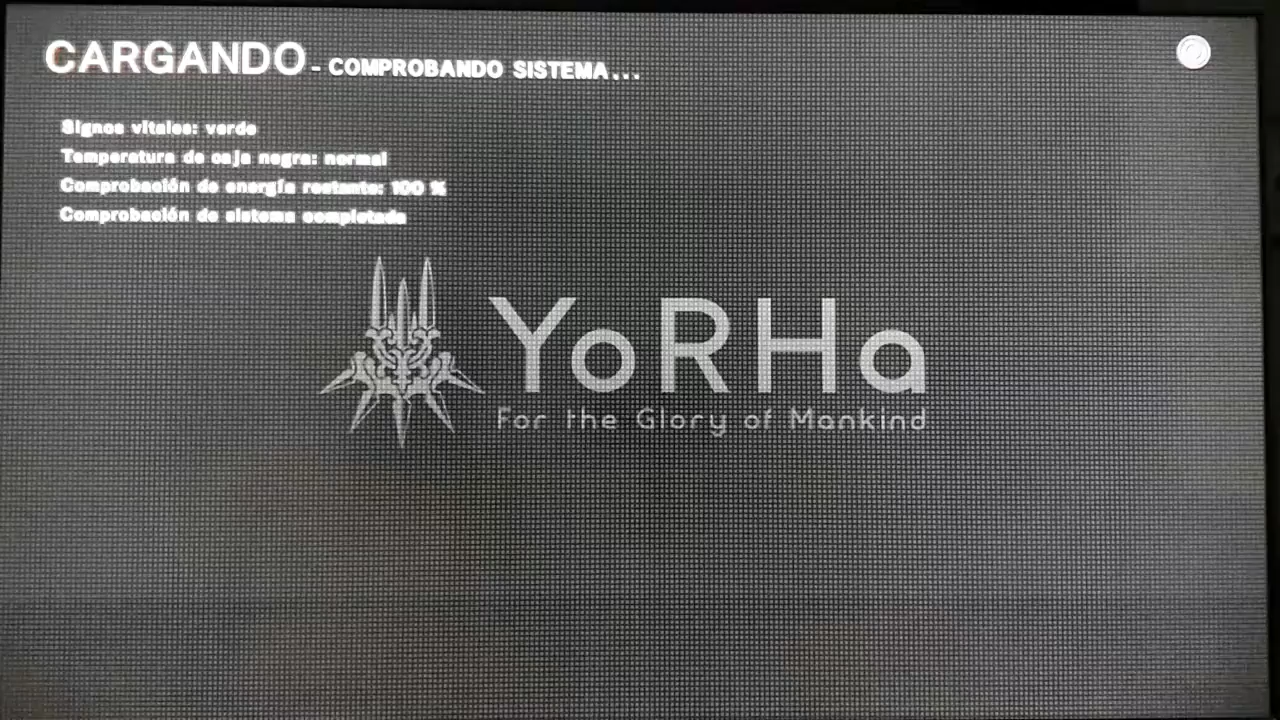 CARGANDO - COMPROBANDO SISTEMA...
Signos vitales: verde
Temperatura de caja negra: normal
Comprobación de energía restante: 100 %
Comprobación de sistema completada
YoRHa
For the Glory of Mankind